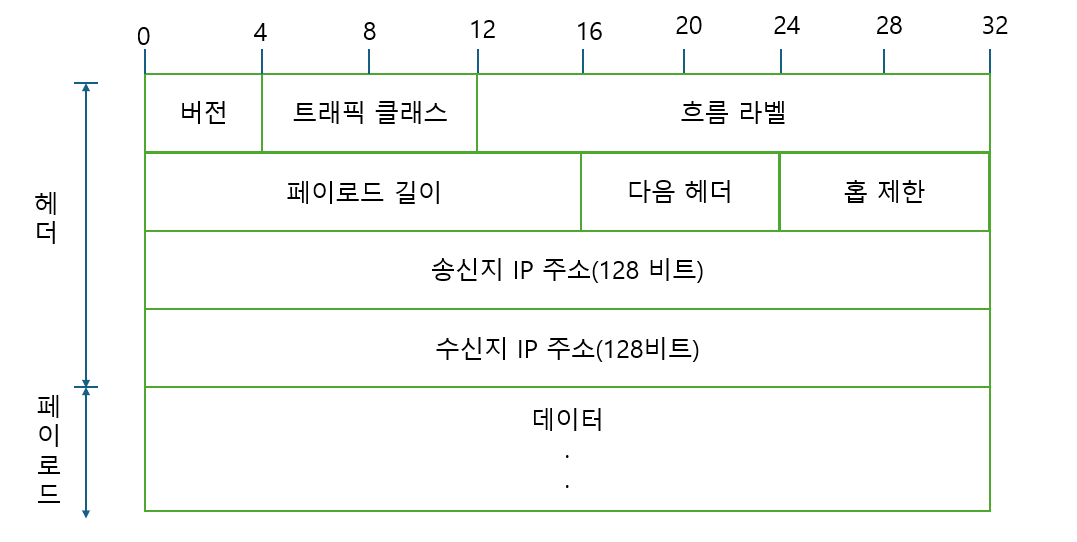 0 4 8 12 16 20 24 28 32
버전 트래픽 클래스 흐름 라벨
페이로드 길이 다음 헤더 홉 제한
헤더
송신지 IP 주소(128 비트)
수신지 IP 주소(128비트)
페이로드
데이터
.
.